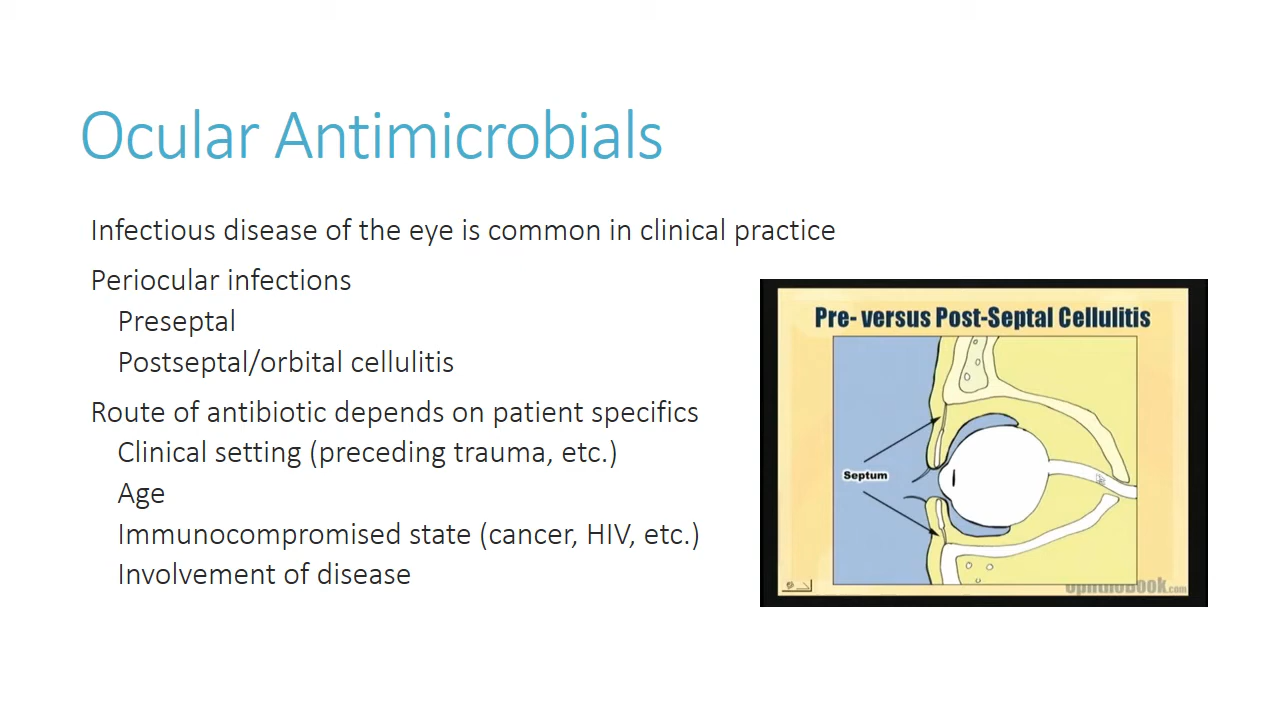 Ocular Antimicrobials
Infectious disease of the eye is common in clinical practice
Periocular infections
Preseptal
Postseptal/orbital cellulitis
Route of antibiotic depends on patient specifics
Clinical setting (preceding trauma, etc.)
Age
Immunocompromised state (cancer, HIV, etc.)
Involvement of disease
Pre- versus Post-Septal Cellulitis
Septum
OphthoBook.com